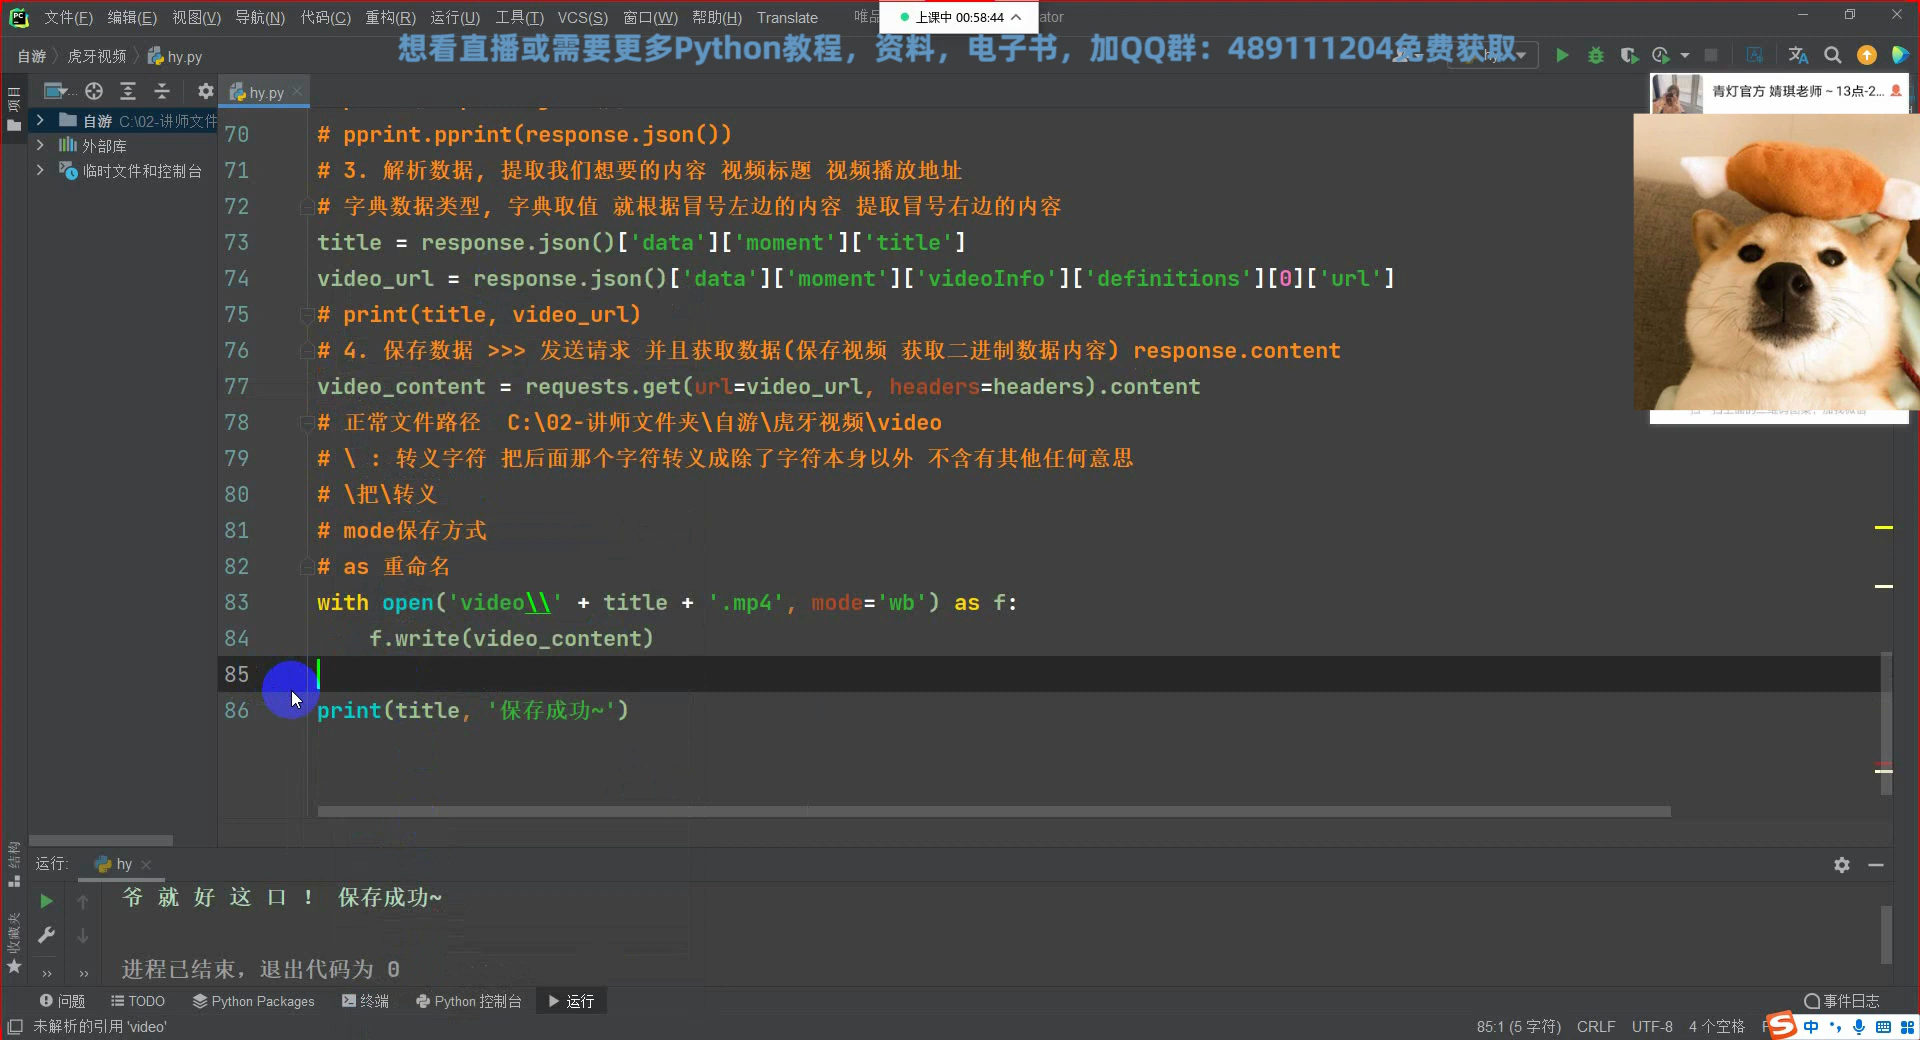 文件(F) 编辑(E) 视图(V) 导航(N) 代码(C) 重构(R) 运行(U) 工具(T) VCS(S) 窗口(W) 帮助(H) Translate 唯品 ator
上课中 00:58:44
自游 虎牙视频 hy.py
想看直播或需要更多Python教程，资料，电子书，加QQ群：489111204免费获取
青灯官方 婧琪老师 ~ 13点-2...
项目
hy.py
自游 C:\02-讲师文件
外部库
临时文件和控制台
70 # pprint.pprint(response.json())
71 # 3. 解析数据, 提取我们想要的内容 视频标题 视频播放地址
72 # 字典数据类型, 字典取值 就根据冒号左边的内容 提取冒号右边的内容
73 title = response.json()['data']['moment']['title']
74 video_url = response.json()['data']['moment']['videoInfo']['definitions'][0]['url']
75 # print(title, video_url)
76 # 4. 保存数据 >>> 发送请求 并且获取数据(保存视频 获取二进制数据内容) response.content
77 video_content = requests.get(url=video_url, headers=headers).content
78 # 正常文件路径 C:\02-讲师文件夹\自游\虎牙视频\video
79 # \ : 转义字符 把后面那个字符转义成除了字符本身以外 不含有其他任何意思
80 # \把\转义
81 # mode保存方式
82 # as 重命名
83 with open('video\\' + title + '.mp4', mode='wb') as f:
84 f.write(video_content)
85
86 print(title, '保存成功~')
结构
收藏夹
运行: hy
爷 就 好 这 口 ！ 保存成功~
进程已结束，退出代码为 0
问题 TODO Python Packages 终端 Python 控制台 运行 事件日志
未解析的引用 'video' 85:1 (5 字符) CRLF UTF-8 4 个空格 中